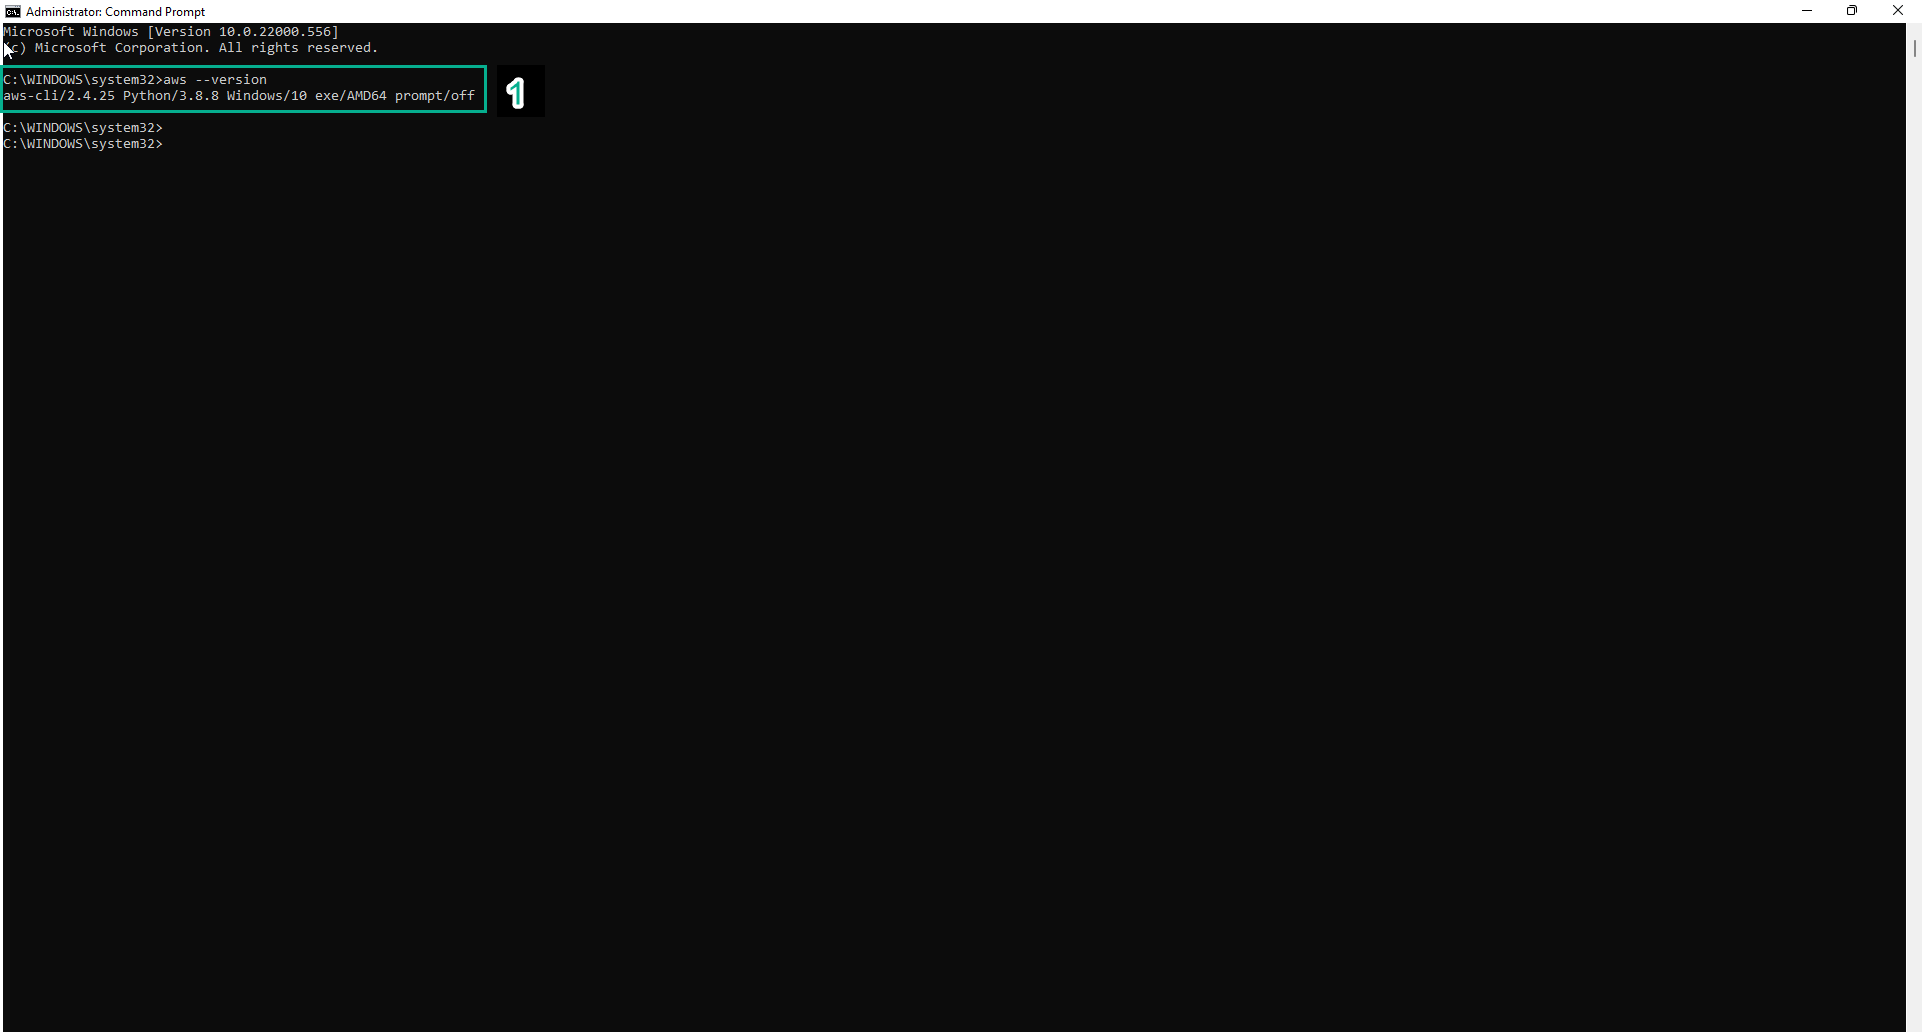 Administrator: Command Prompt
Microsoft Windows [Version 10.0.22000.556]
(c) Microsoft Corporation. All rights reserved.
C:\WINDOWS\system32>aws --version
aws-cli/2.4.25 Python/3.8.8 Windows/10 exe/AMD64 prompt/off
1
C:\WINDOWS\system32>
C:\WINDOWS\system32>